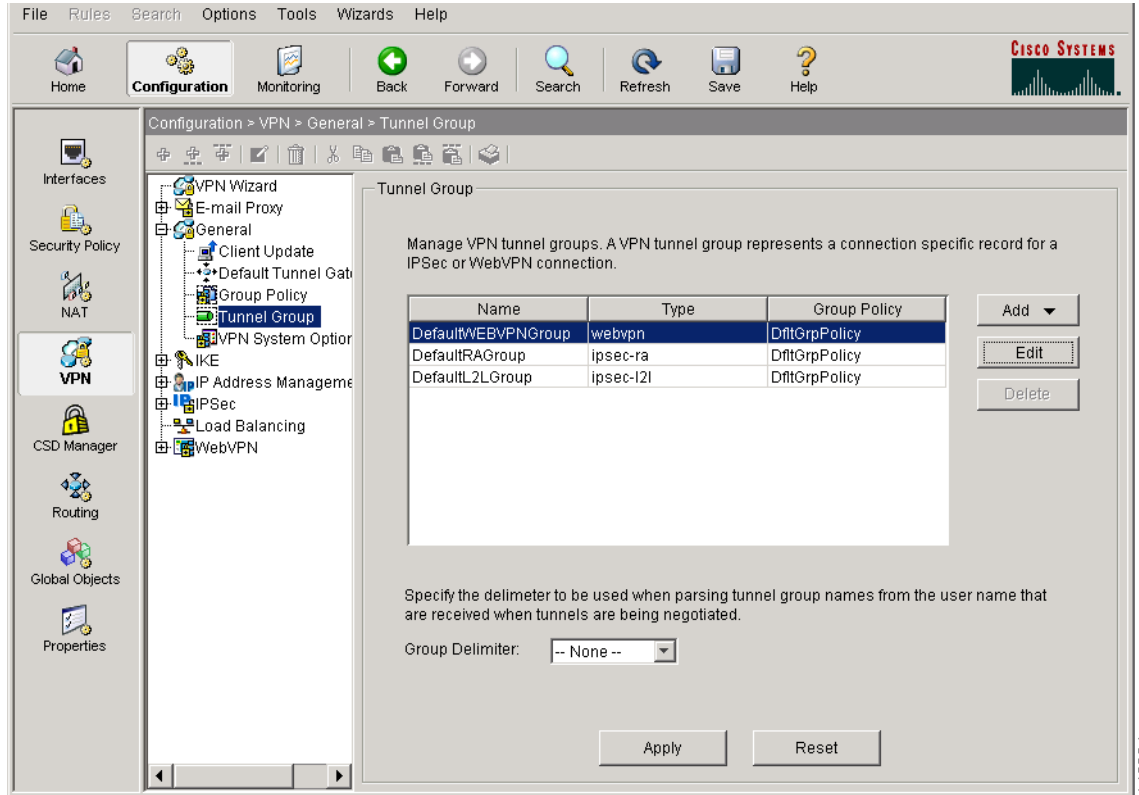 File Rules Search Options Tools Wizards Help
Home Configuration Monitoring Back Forward Search Refresh Save Help
CISCO SYSTEMS
Configuration > VPN > General > Tunnel Group
Interfaces
Security Policy
NAT
VPN
CSD Manager
Routing
Global Objects
Properties
VPN Wizard
E-mail Proxy
General
Client Update
Default Tunnel Gat
Group Policy
Tunnel Group
VPN System Option
IKE
IP Address Manageme
IPSec
Load Balancing
WebVPN
Tunnel Group
Manage VPN tunnel groups. A VPN tunnel group represents a connection specific record for a
IPSec or WebVPN connection.
Name Type Group Policy
DefaultWEBVPNGroup webvpn DfltGrpPolicy
DefaultRAGroup ipsec-ra DfltGrpPolicy
DefaultL2LGroup ipsec-l2l DfltGrpPolicy
Add
Edit
Delete
Specify the delimeter to be used when parsing tunnel group names from the user name that
are received when tunnels are being negotiated.
Group Delimiter: -- None --
Apply Reset